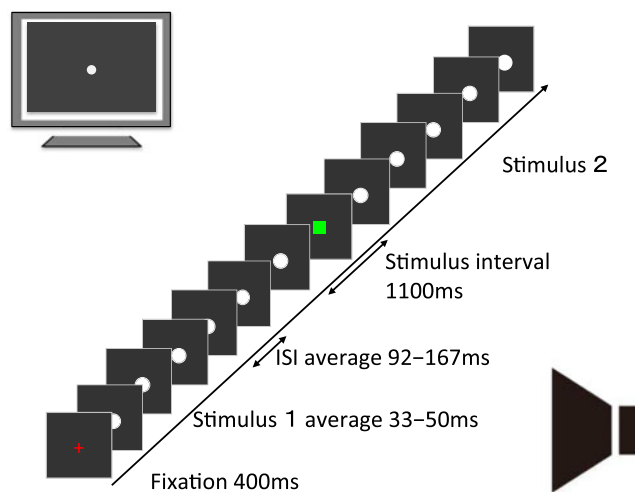 Stimulus 2
Stimulus interval
1100ms
ISI average 92−167ms
Stimulus 1 average 33−50ms
Fixation 400ms